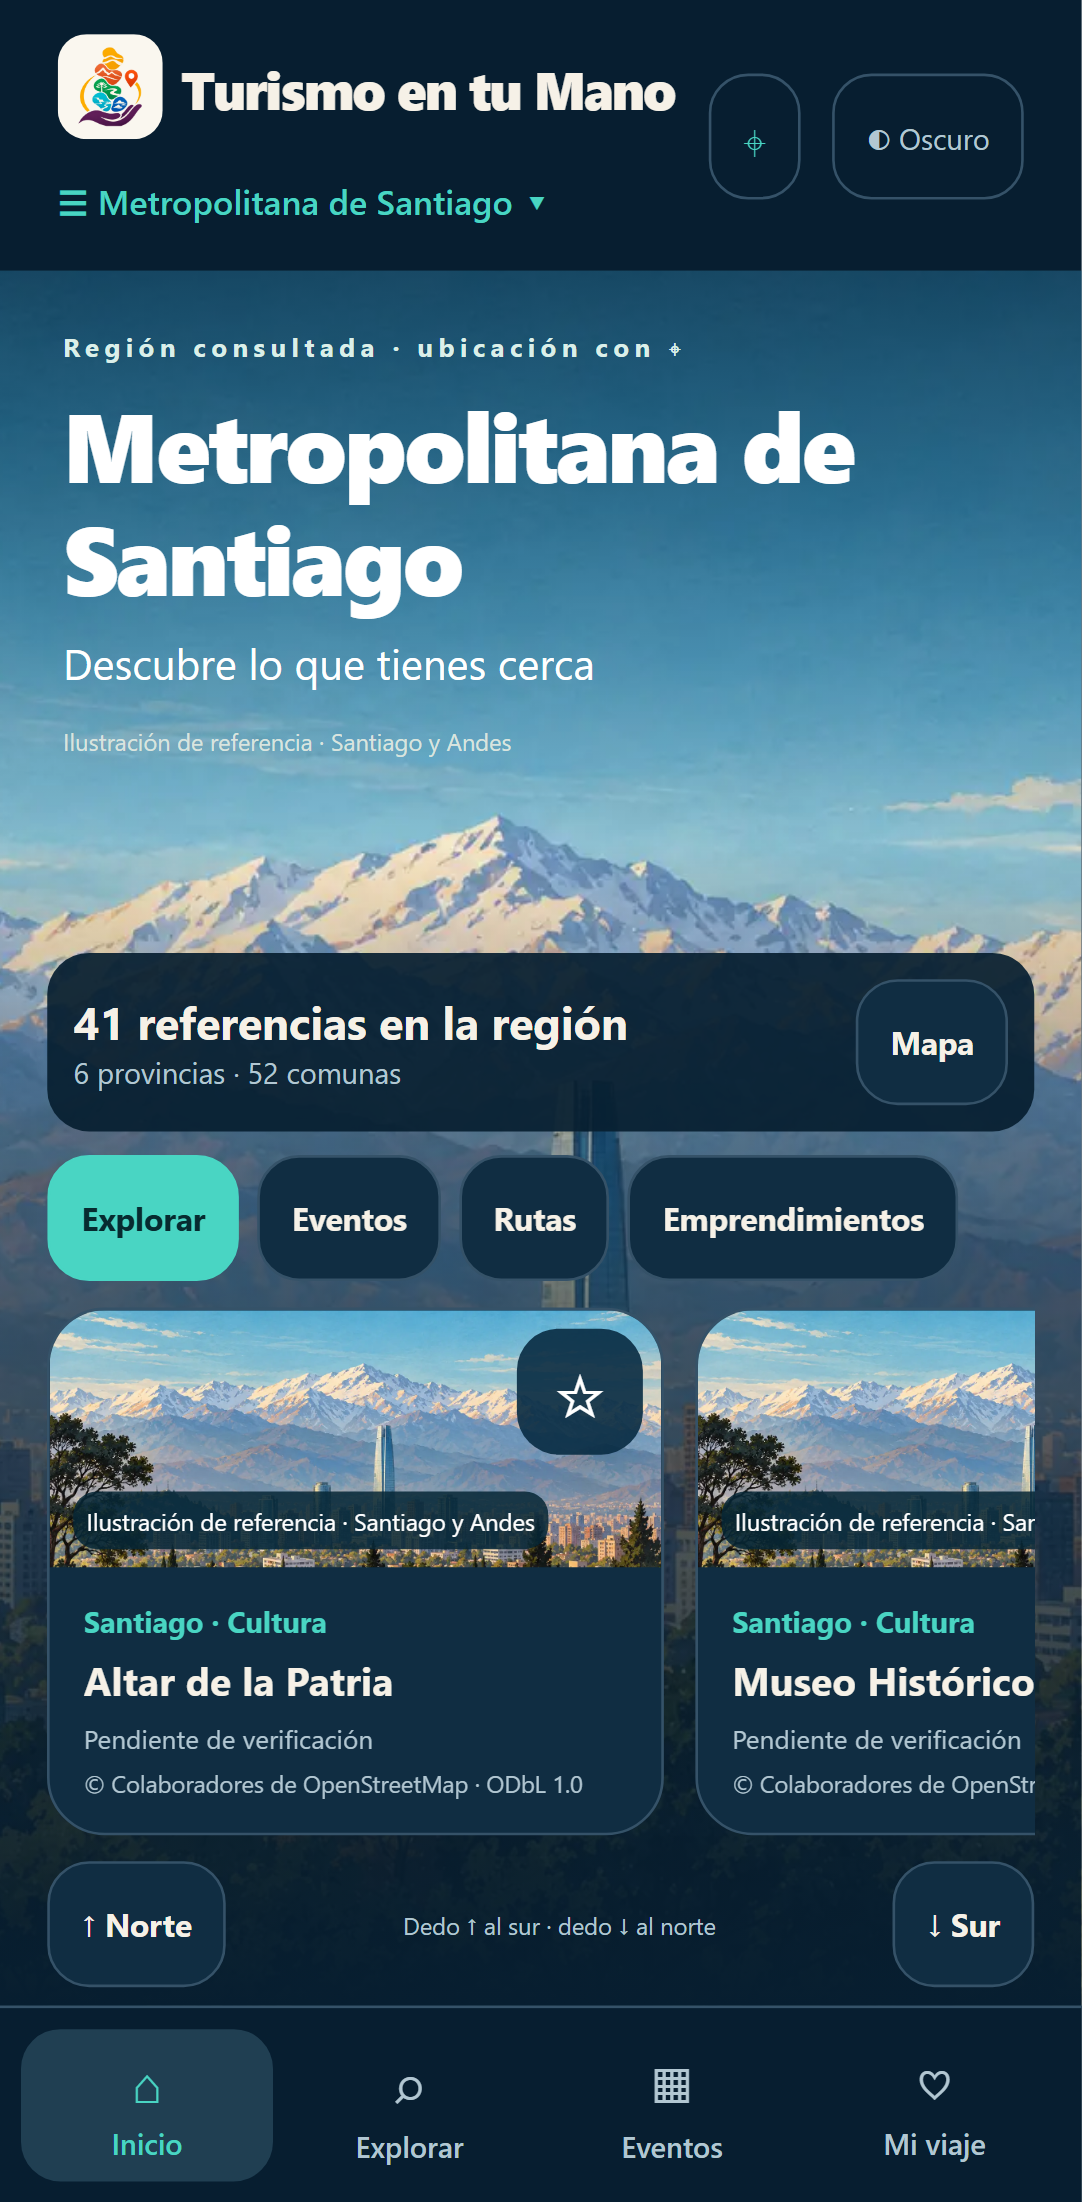 Turismo en tu Mano
◐ Oscuro
☰ Metropolitana de Santiago ▼
Región consultada · ubicación con ⌖
Metropolitana de
Santiago
Descubre lo que tienes cerca
Ilustración de referencia · Santiago y Andes
41 referencias en la región
6 provincias · 52 comunas
Mapa
Explorar
Eventos
Rutas
Emprendimientos
Ilustración de referencia · Santiago y Andes
Santiago · Cultura
Altar de la Patria
Pendiente de verificación
© Colaboradores de OpenStreetMap · ODbL 1.0
Ilustración de referencia · Sar
Santiago · Cultura
Museo Histórico
Pendiente de verificación
© Colaboradores de OpenStr
↑ Norte
Dedo ↑ al sur · dedo ↓ al norte
↓ Sur
Inicio
Explorar
Eventos
Mi viaje